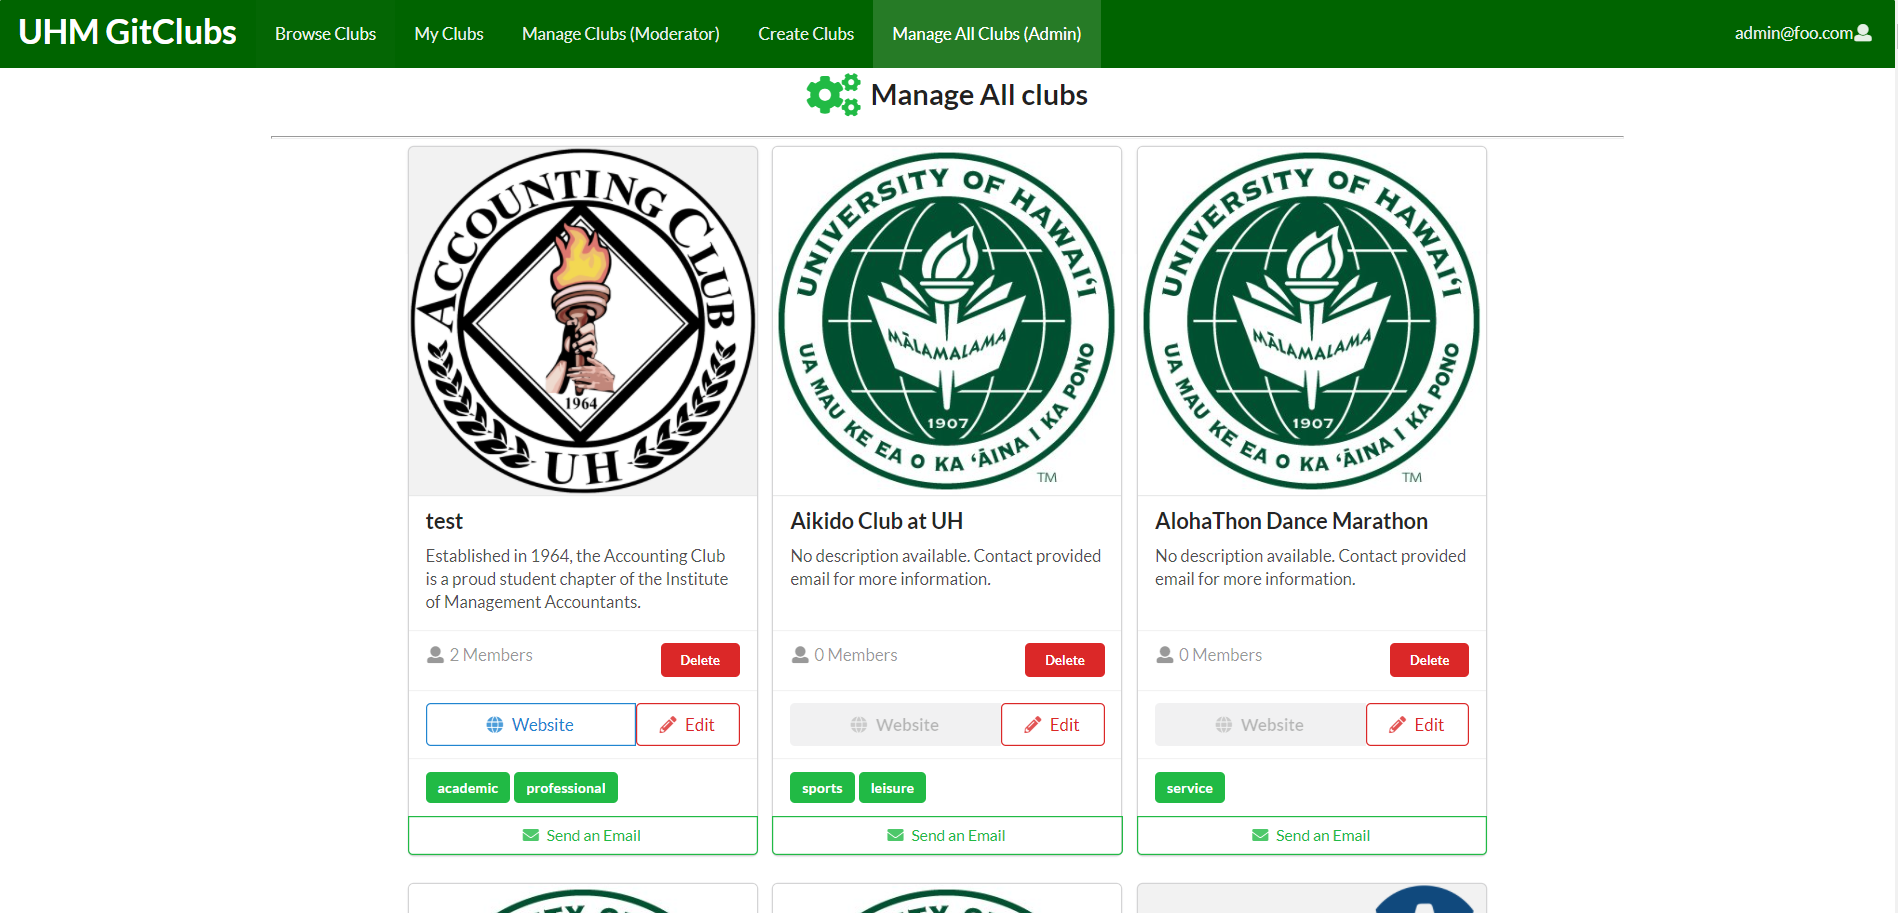 UHM GitClubs
Browse Clubs
My Clubs
Manage Clubs (Moderator)
Create Clubs
Manage All Clubs (Admin)
admin@foo.com
Manage All clubs
ACCOUNTING CLUB
1964
UH
UNIVERSITY OF HAWAI‘I
MĀLAMALAMA
1907
UA MAU KE EA O KA ‘ĀINA I KA PONO
TM
UNIVERSITY OF HAWAI‘I
MĀLAMALAMA
1907
UA MAU KE EA O KA ‘ĀINA I KA PONO
TM
test
Established in 1964, the Accounting Club
is a proud student chapter of the Institute
of Management Accountants.
2 Members
Delete
Website
Edit
academic
professional
Send an Email
Aikido Club at UH
No description available. Contact provided
email for more information.
0 Members
Delete
Website
Edit
sports
leisure
Send an Email
AlohaThon Dance Marathon
No description available. Contact provided
email for more information.
0 Members
Delete
Website
Edit
service
Send an Email